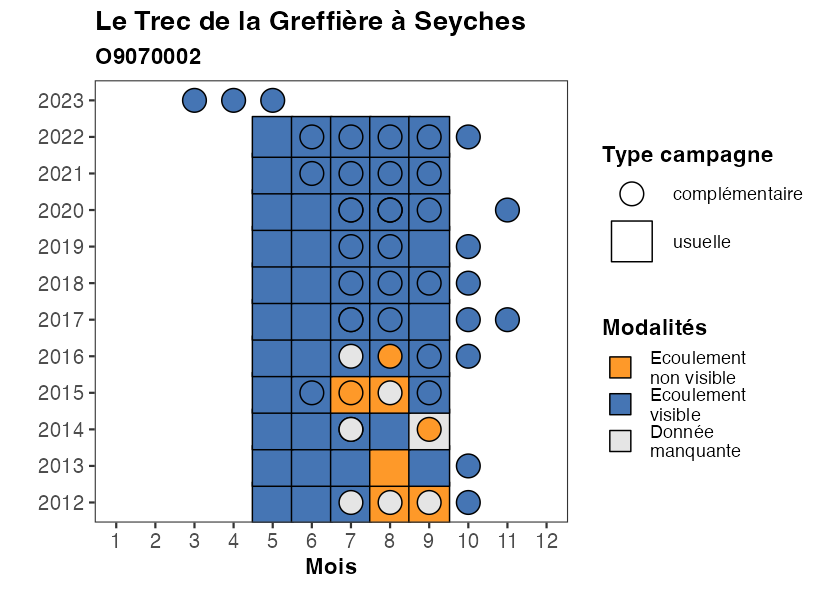 Le Trec de la Greffière à Seyches
O9070002
2023
2022
2021
2020
2019
2018
2017
2016
2015
2014
2013
2012
1 2 3 4 5 6 7 8 9 10 11 12
Mois
Type campagne
complémentaire
usuelle
Modalités
Ecoulement
non visible
Ecoulement
visible
Donnée
manquante